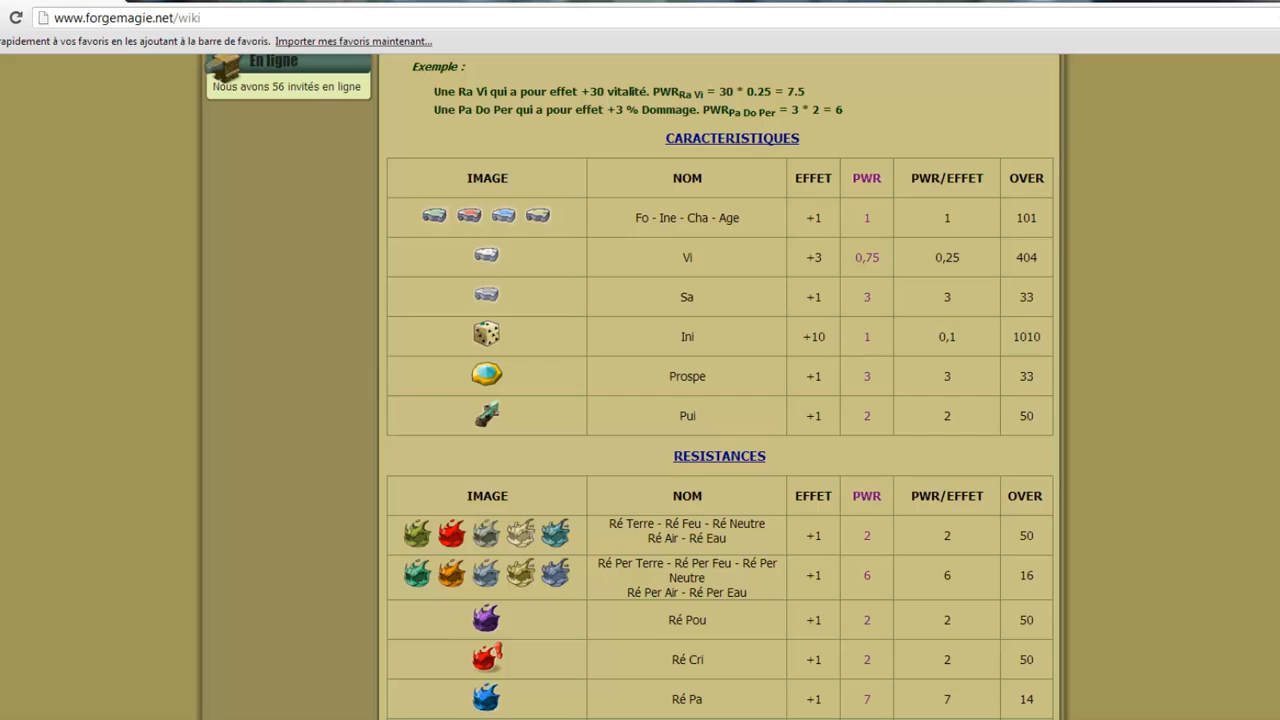 www.forgemagie.net/wiki
rapidement à vos favoris en les ajoutant à la barre de favoris. Importer mes favoris maintenant...
En ligne
Nous avons 56 invités en ligne
Exemple :
Une Ra Vi qui a pour effet +30 vitalité. PWRRa Vi = 30 * 0.25 = 7.5
Une Pa Do Per qui a pour effet +3 % Dommage. PWRPa Do Per = 3 * 2 = 6
CARACTERISTIQUES
IMAGE NOM EFFET PWR PWR/EFFET OVER
Fo - Ine - Cha - Age +1 1 1 101
Vi +3 0,75 0,25 404
Sa +1 3 3 33
Ini +10 1 0,1 1010
Prospe +1 3 3 33
Pui +1 2 2 50
RESISTANCES
IMAGE NOM EFFET PWR PWR/EFFET OVER
Ré Terre - Ré Feu - Ré Neutre
Ré Air - Ré Eau +1 2 2 50
Ré Per Terre - Ré Per Feu - Ré Per
Neutre
Ré Per Air - Ré Per Eau +1 6 6 16
Ré Pou +1 2 2 50
Ré Cri +1 2 2 50
Ré Pa +1 7 7 14